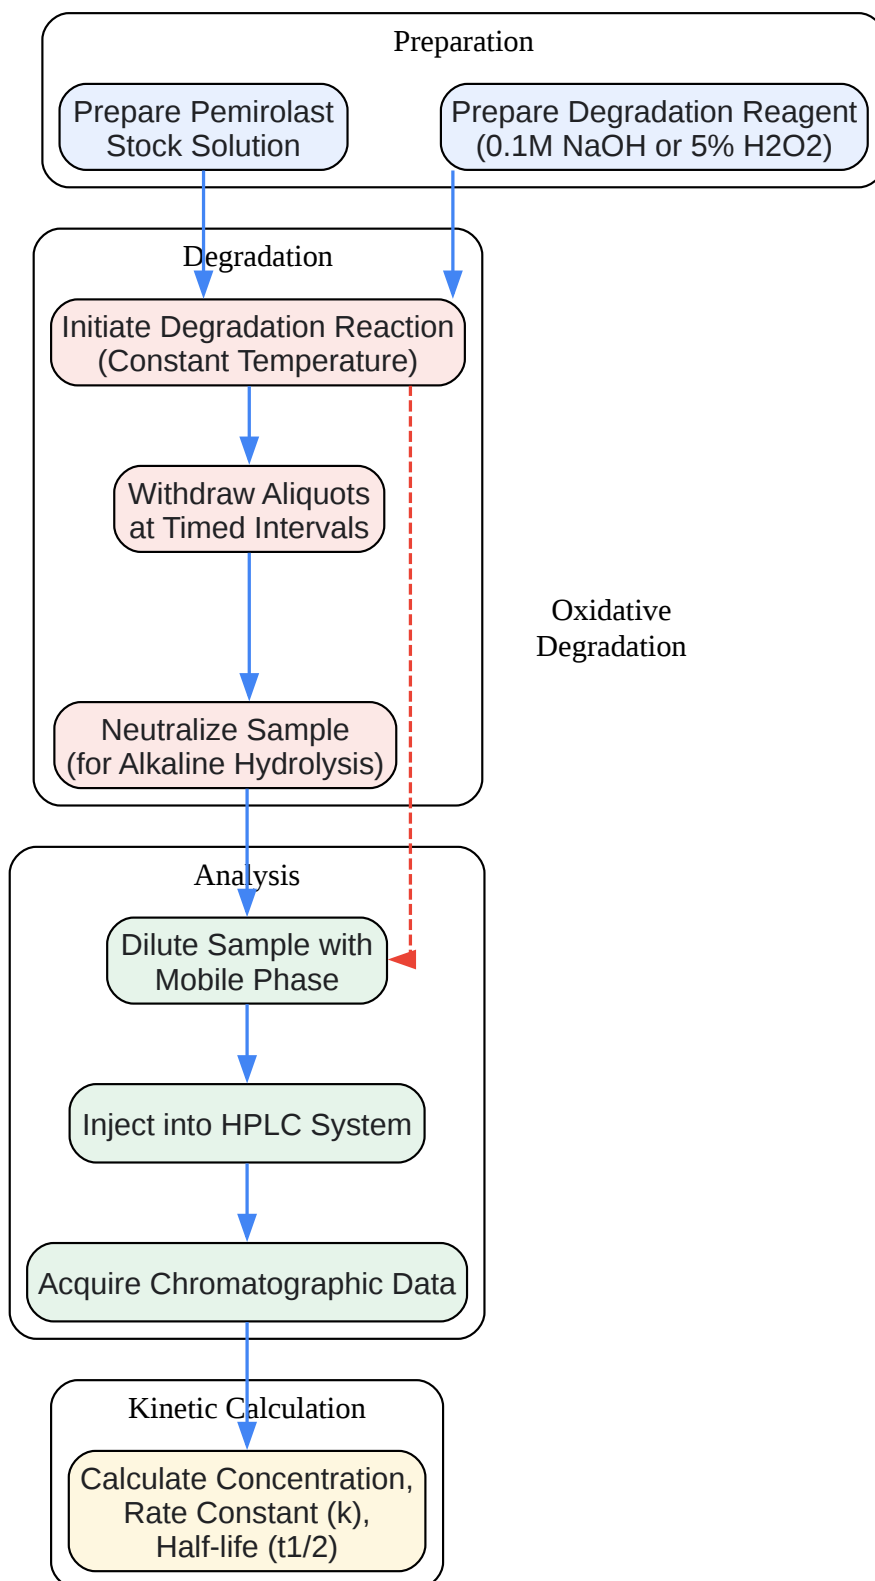 Preparation
Prepare Pemirolast
Stock Solution
Prepare Degradation Reagent
(0.1M NaOH or 5% H2O2)
Degradation
Initiate Degradation Reaction
(Constant Temperature)
Withdraw Aliquots
at Timed Intervals
Oxidative
Degradation
Neutralize Sample
(for Alkaline Hydrolysis)
Analysis
Dilute Sample with
Mobile Phase
Inject into HPLC System
Acquire Chromatographic Data
Kinetic Calculation
Calculate Concentration,
Rate Constant (k),
Half-life (t1/2)